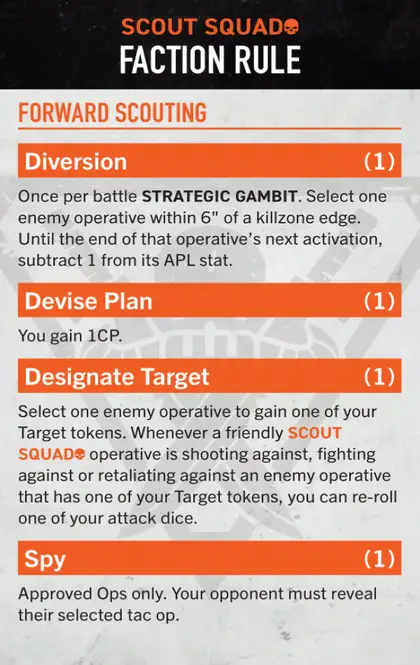 SCOUT SQUAD
FACTION RULE
FORWARD SCOUTING
Diversion (1)
Once per battle STRATEGIC GAMBIT. Select one
enemy operative within 6" of a killzone edge.
Until the end of that operative’s next activation,
subtract 1 from its APL stat.
Devise Plan (1)
You gain 1CP.
Designate Target (1)
Select one enemy operative to gain one of your
Target tokens. Whenever a friendly SCOUT
SQUAD operative is shooting against, fighting
against or retaliating against an enemy operative
that has one of your Target tokens, you can re-roll
one of your attack dice.
Spy (1)
Approved Ops only. Your opponent must reveal
their selected tac op.